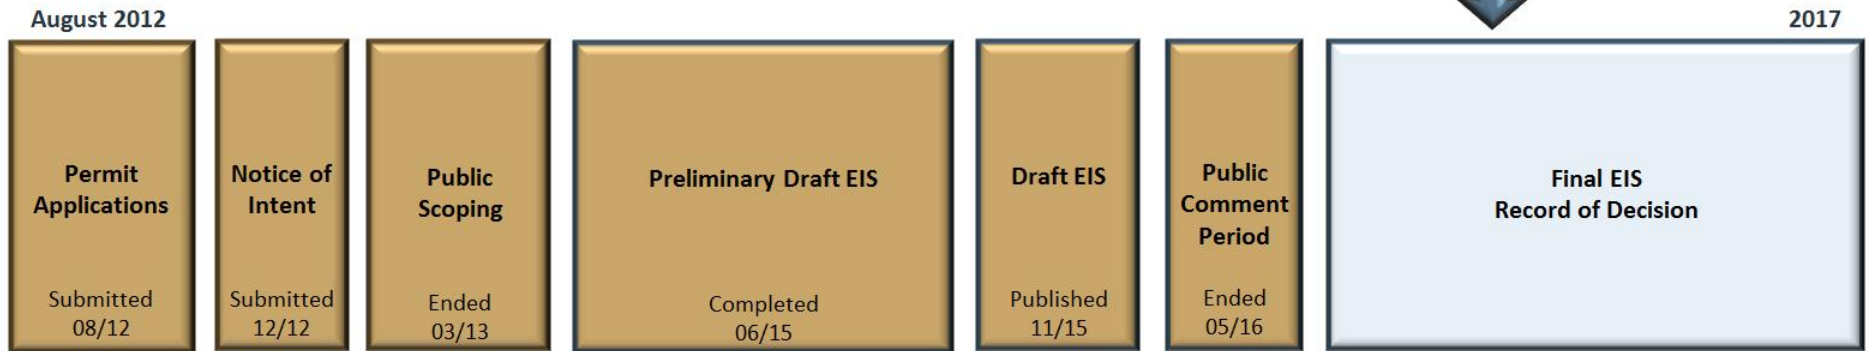 August 2012
2017
Permit
Applications
Submitted
08/12
Notice of
Intent
Submitted
12/12
Public
Scoping
Ended
03/13
Preliminary Draft EIS
Completed
06/15
Draft EIS
Published
11/15
Public
Comment
Period
Ended
05/16
Final EIS
Record of Decision